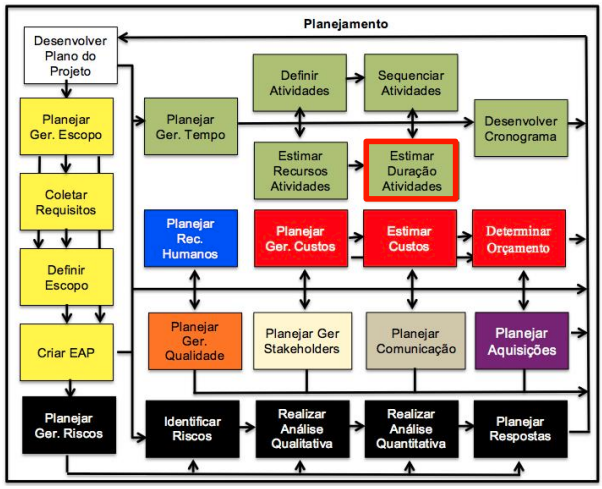 Planejamento
Desenvolver
Plano do
Projeto
Definir
Atividades
Sequenciar
Atividades
Planejar
Ger. Escopo
Planejar
Ger. Tempo
Desenvolver
Cronograma
Estimar
Recursos
Atividades
Estimar
Duração
Atividades
Coletar
Requisitos
Planejar
Rec.
Humanos
Planejar
Ger. Custos
Estimar
Custos
Determinar
Orçamento
Definir
Escopo
Criar EAP
Planejar
Ger.
Qualidade
Planejar Ger
Stakeholders
Planejar
Comunicação
Planejar
Aquisições
Planejar
Ger. Riscos
Identificar
Riscos
Realizar
Análise
Qualitativa
Realizar
Análise
Quantitativa
Planejar
Respostas